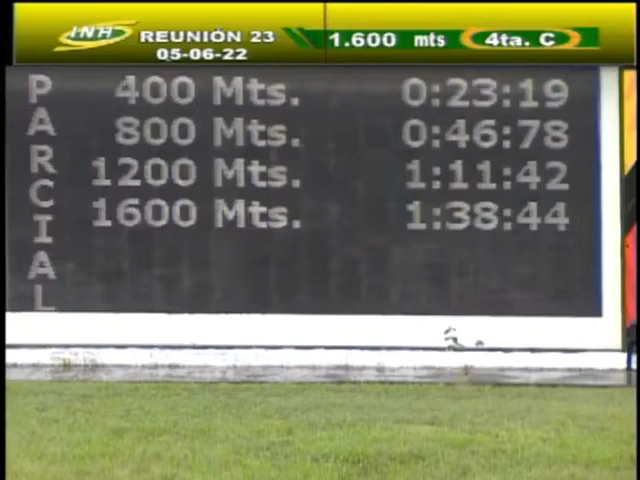 INH REUNIÓN 23 1.600 mts 4ta. C
05-06-22
PARCIAL
400 Mts. 0:23:19
800 Mts. 0:46:78
1200 Mts. 1:11:42
1600 Mts. 1:38:44